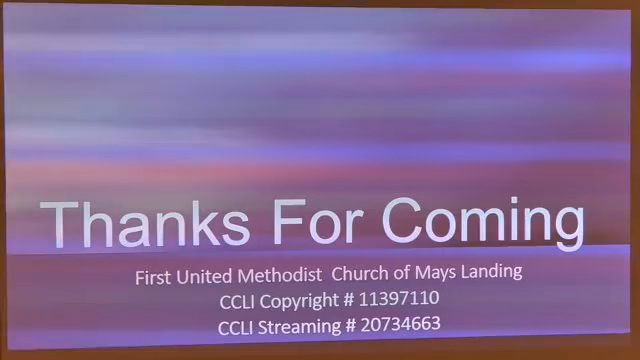 Thanks For Coming
First United Methodist Church of Mays Landing
CCLI Copyright # 11397110
CCLI Streaming # 20734663